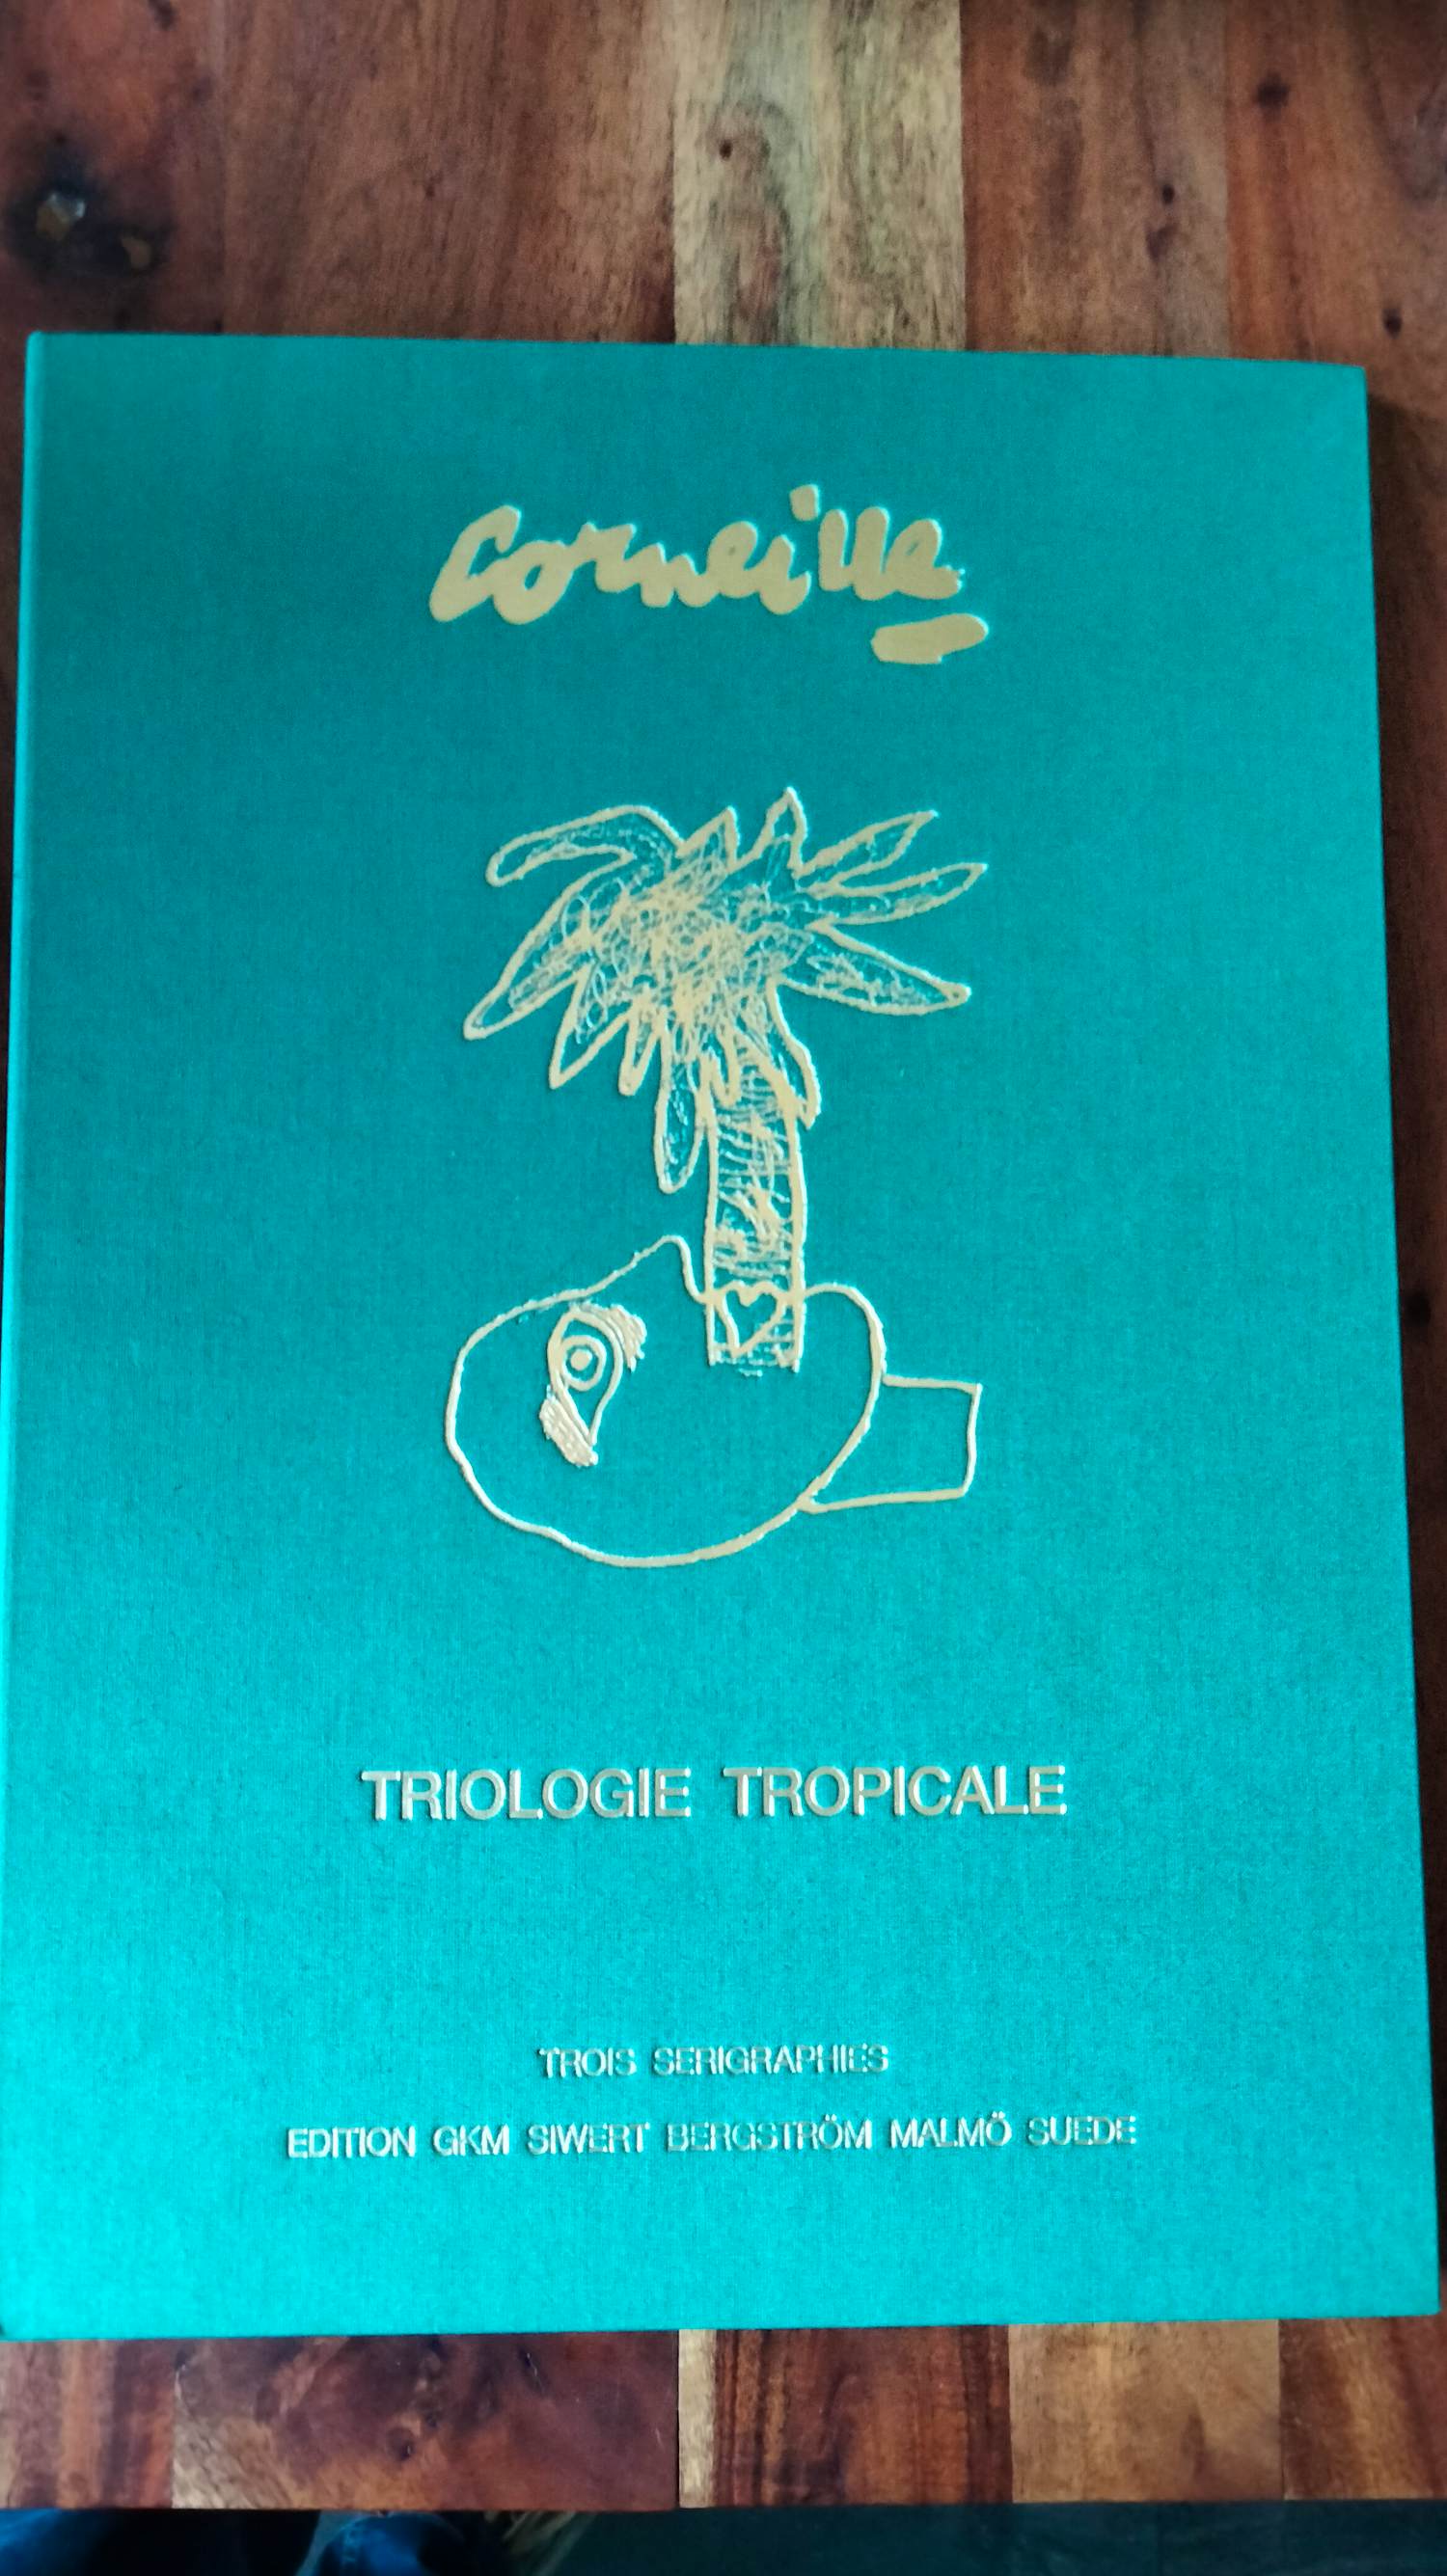 Corneille
TRIOLOGIE TROPICALE
TROIS SERIGRAPHIES
EDITION GKM SIWERT BERGSTRÖM MALMÖ SUEDE